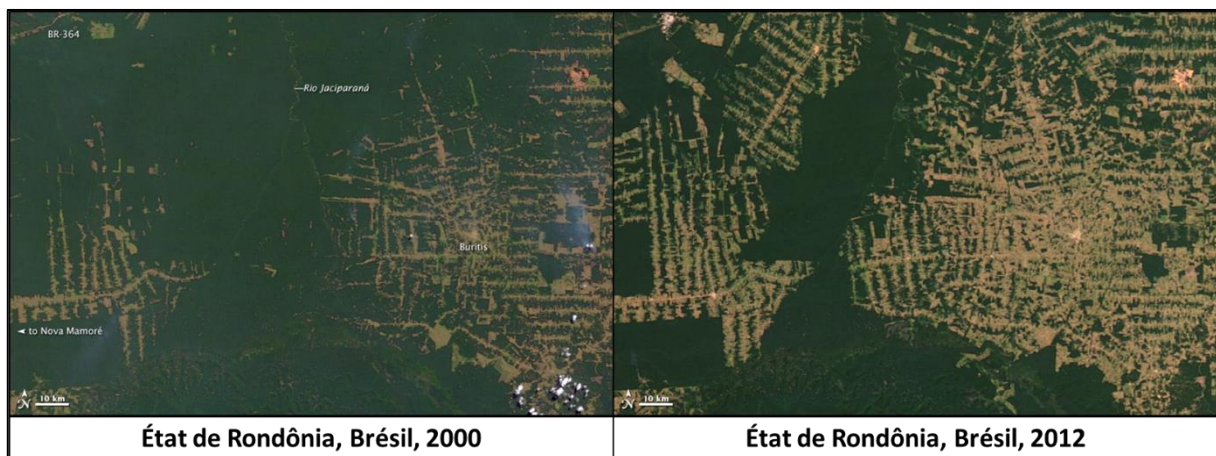 BR-364
Rio Jaciparaná
Buritis
◄ to Nova Mamoré
N
10 km
N
10 km
État de Rondônia, Brésil, 2000
État de Rondônia, Brésil, 2012